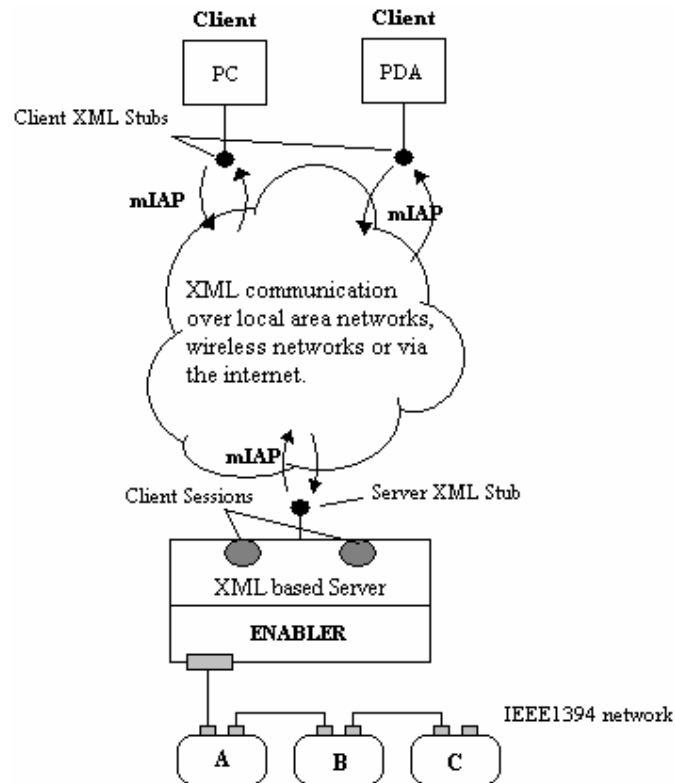 Client
Client
PC
PDA
Client XML Stubs
mIAP
mIAP
XML communication
over local area networks,
wireless networks or via
the internet.
mIAP
Client Sessions
Server XML Stub
XML based Server
ENABLER
IEEE1394 network
A
B
C